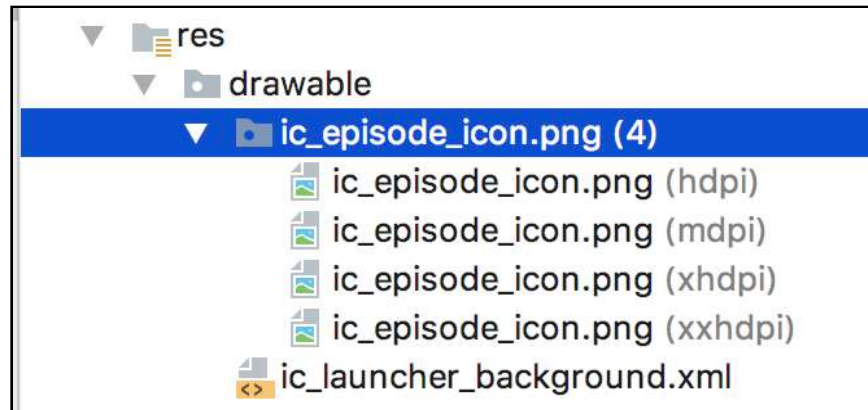 res
drawable
ic_episode_icon.png (4)
ic_episode_icon.png (hdpi)
ic_episode_icon.png (mdpi)
ic_episode_icon.png (xhdpi)
ic_episode_icon.png (xxhdpi)
ic_launcher_background.xml